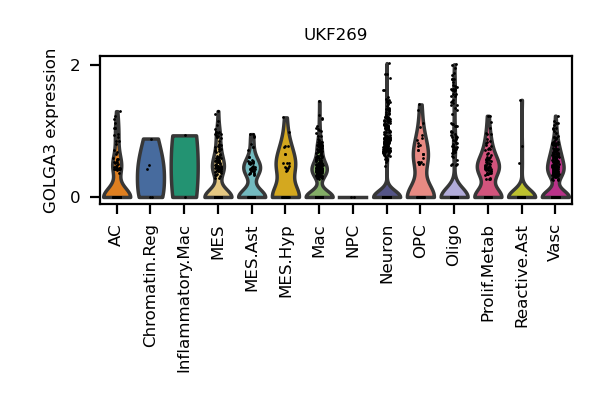 UKF269
GOLGA3 expression
2
0
AC
Chromatin.Reg
Inflammatory.Mac
MES
MES.Ast
MES.Hyp
Mac
NPC
Neuron
OPC
Oligo
Prolif.Metab
Reactive.Ast
Vasc